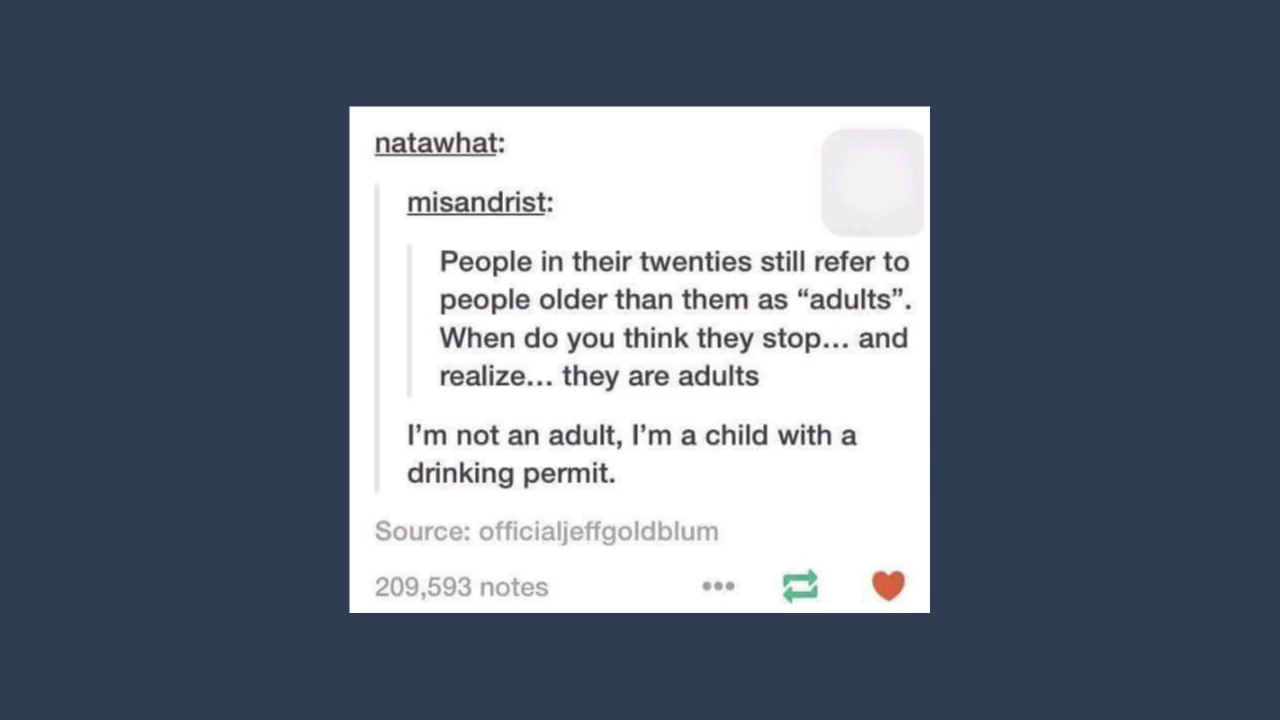 natawhat:
misandrist:
People in their twenties still refer to
people older than them as “adults”.
When do you think they stop... and
realize... they are adults
I’m not an adult, I’m a child with a
drinking permit.
Source: officialjeffgoldblum
209,593 notes